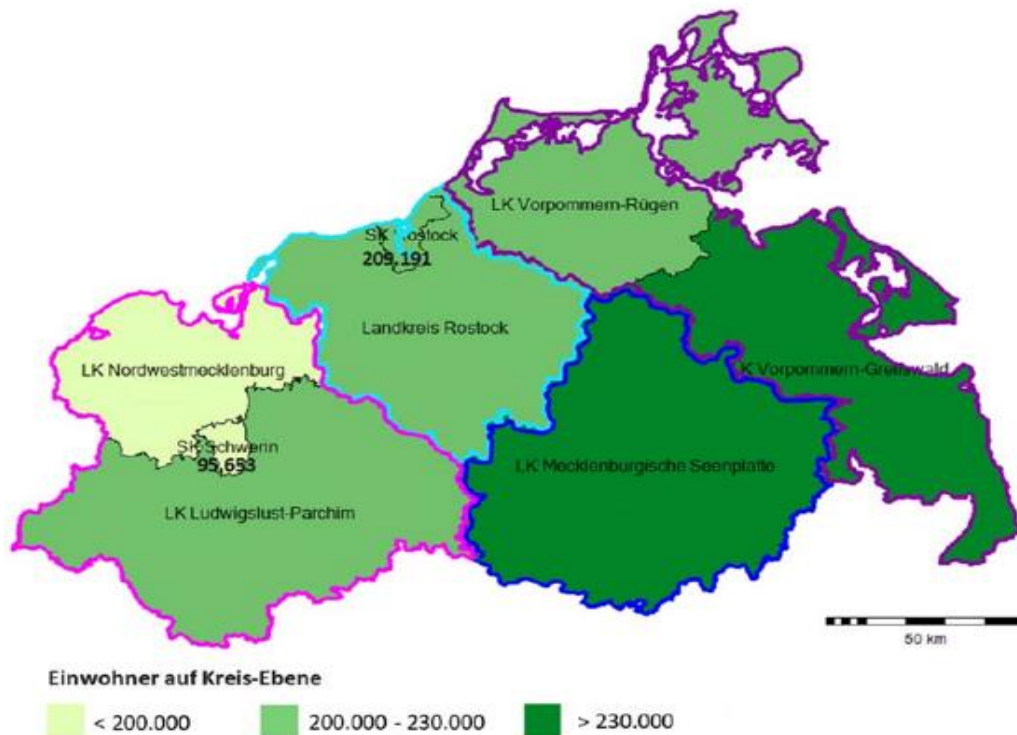 LK Vorpommern-Rügen
SK Rostock
209.191
Landkreis Rostock
LK Nordwestmecklenburg
K Vorpommern-Greifswald
SK Schwerin
95.653
LK Mecklenburgische Seenplatte
LK Ludwigslust-Parchim
50 km
Einwohner auf Kreis-Ebene
< 200.000 200.000 - 230.000 > 230.000